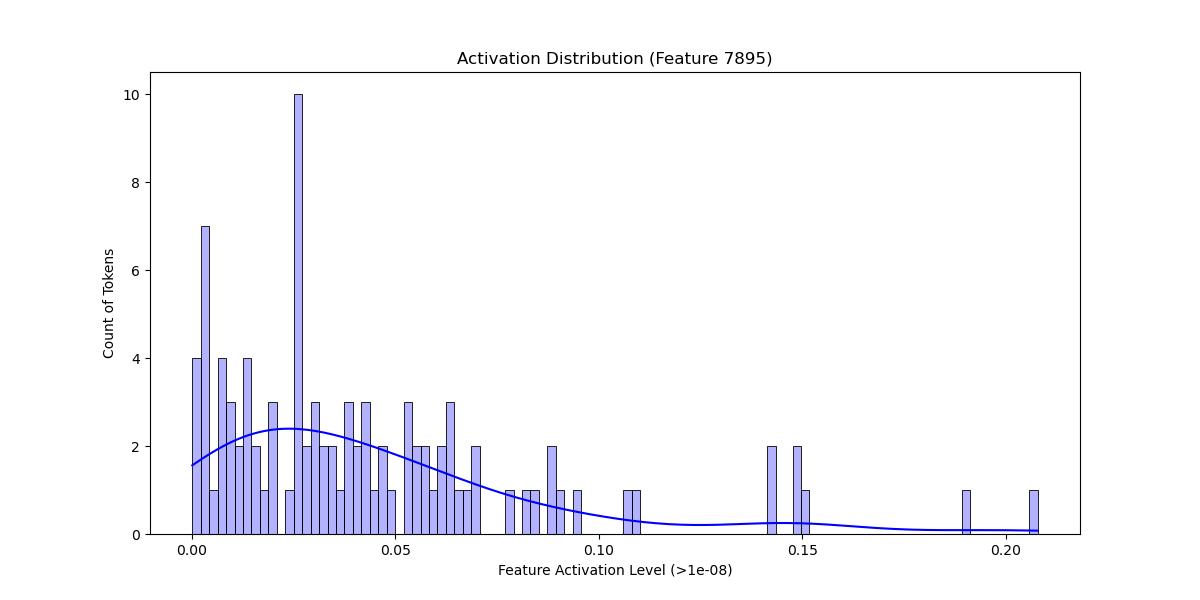 Activation Distribution (Feature 7895)
Count of Tokens
10
8
6
4
2
0
0.00 0.05 0.10 0.15 0.20
Feature Activation Level (>1e-08)